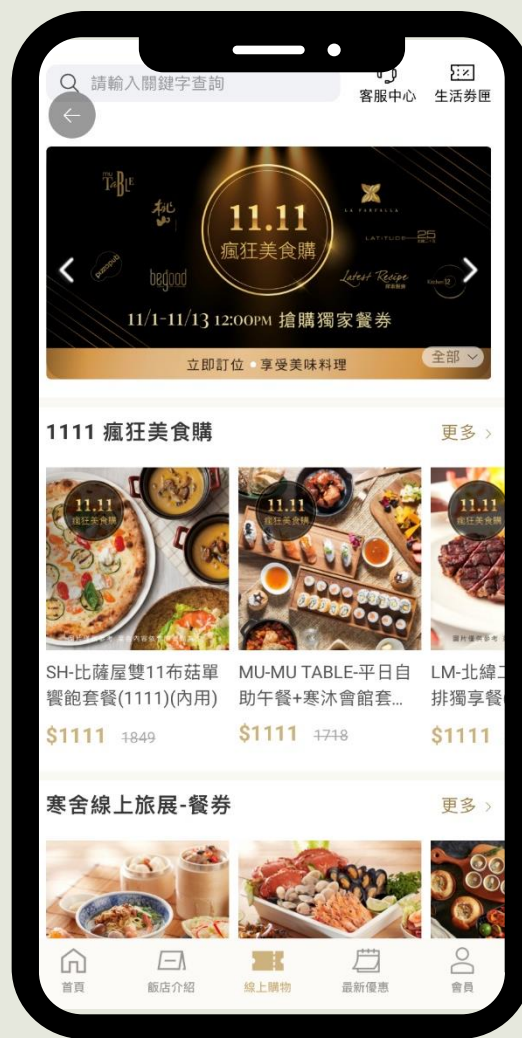 請輸入關鍵字查詢
客服中心
生活券匣
mu
TaBLE
桃山
LA FARFALLA
11.11
瘋狂美食購
LATITUDE 25
begood
Latest Recipe
Kitchen12
11/1-11/13 12:00PM 搶購獨家餐券
立即訂位 享受美味料理
全部
1111 瘋狂美食購
更多
11.11
瘋狂美食購
11.11
瘋狂美食購
11.11
瘋狂美食購
SH-比薩屋雙11布菇單
饗飽套餐(1111)(內用)
$1111 1849
MU-MU TABLE-平日自
助午餐+寒沐會館套...
$1111 1718
LM-北緯
排獨享餐
$1111
寒舍線上旅展-餐券
更多
首頁
飯店介紹
線上購物
最新優惠
會員